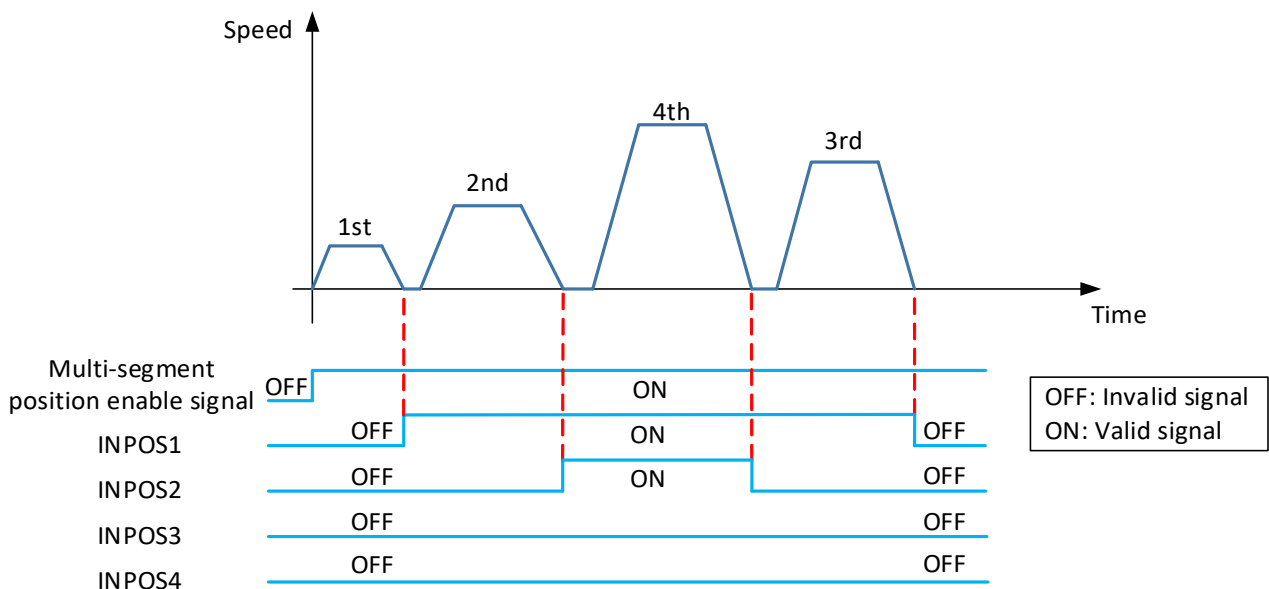 Speed
4th
3rd
2nd
1st
Time
Multi-segment
position enable signal
OFF
ON
OFF: Invalid signal
ON: Valid signal
INPOS1
OFF
ON
OFF
INPOS2
OFF
ON
OFF
INPOS3
OFF
OFF
INPOS4
OFF
OFF